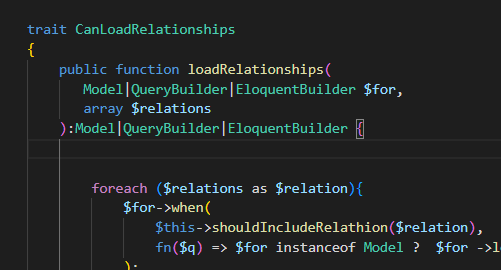 trait CanLoadRelationships
{
public function loadRelationships(
Model|QueryBuilder|EloquentBuilder $for,
array $relations
):Model|QueryBuilder|EloquentBuilder {
foreach ($relations as $relation){
$for->when(
$this->shouldIncludeRelathion($relation),
fn($q) => $for instanceof Model ? $for ->l
);